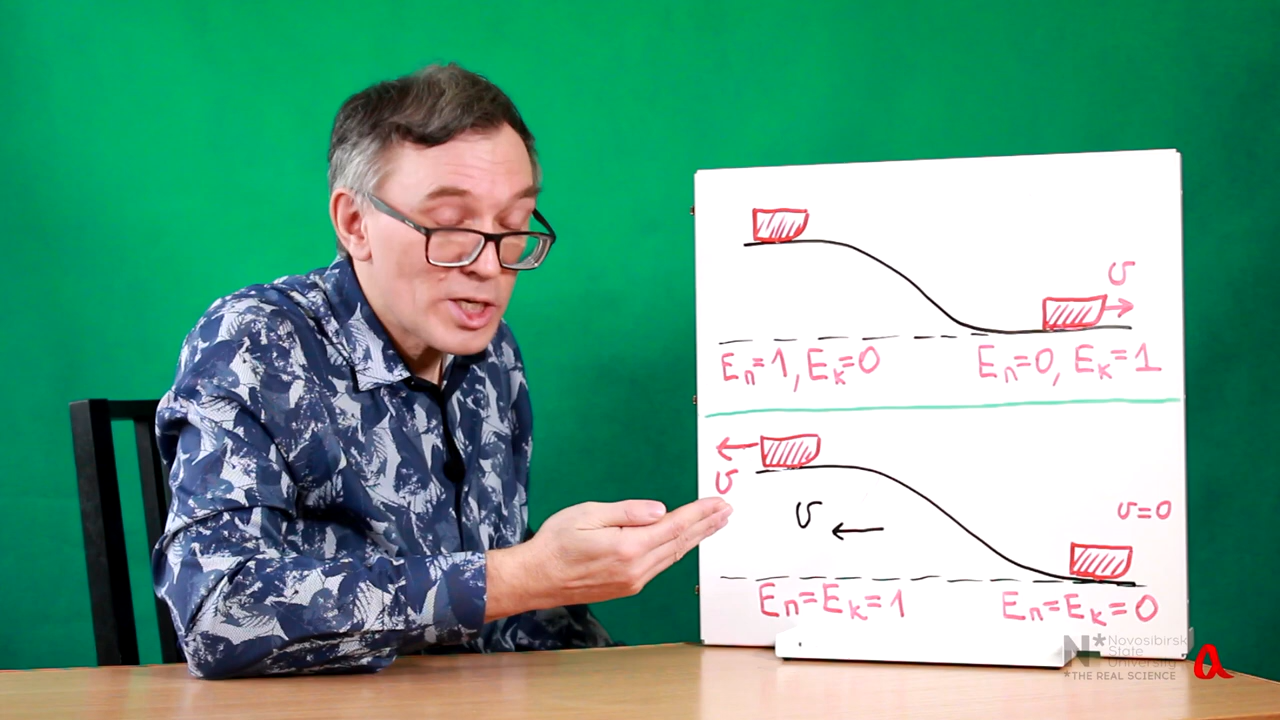 υ
Eп=1, Eк=0
Eп=0, Eк=1
υ
υ
υ=0
Eп=Eк=1
Eп=Eк=0
N*
Novosibirsk
State
University
*THE REAL SCIENCE
a